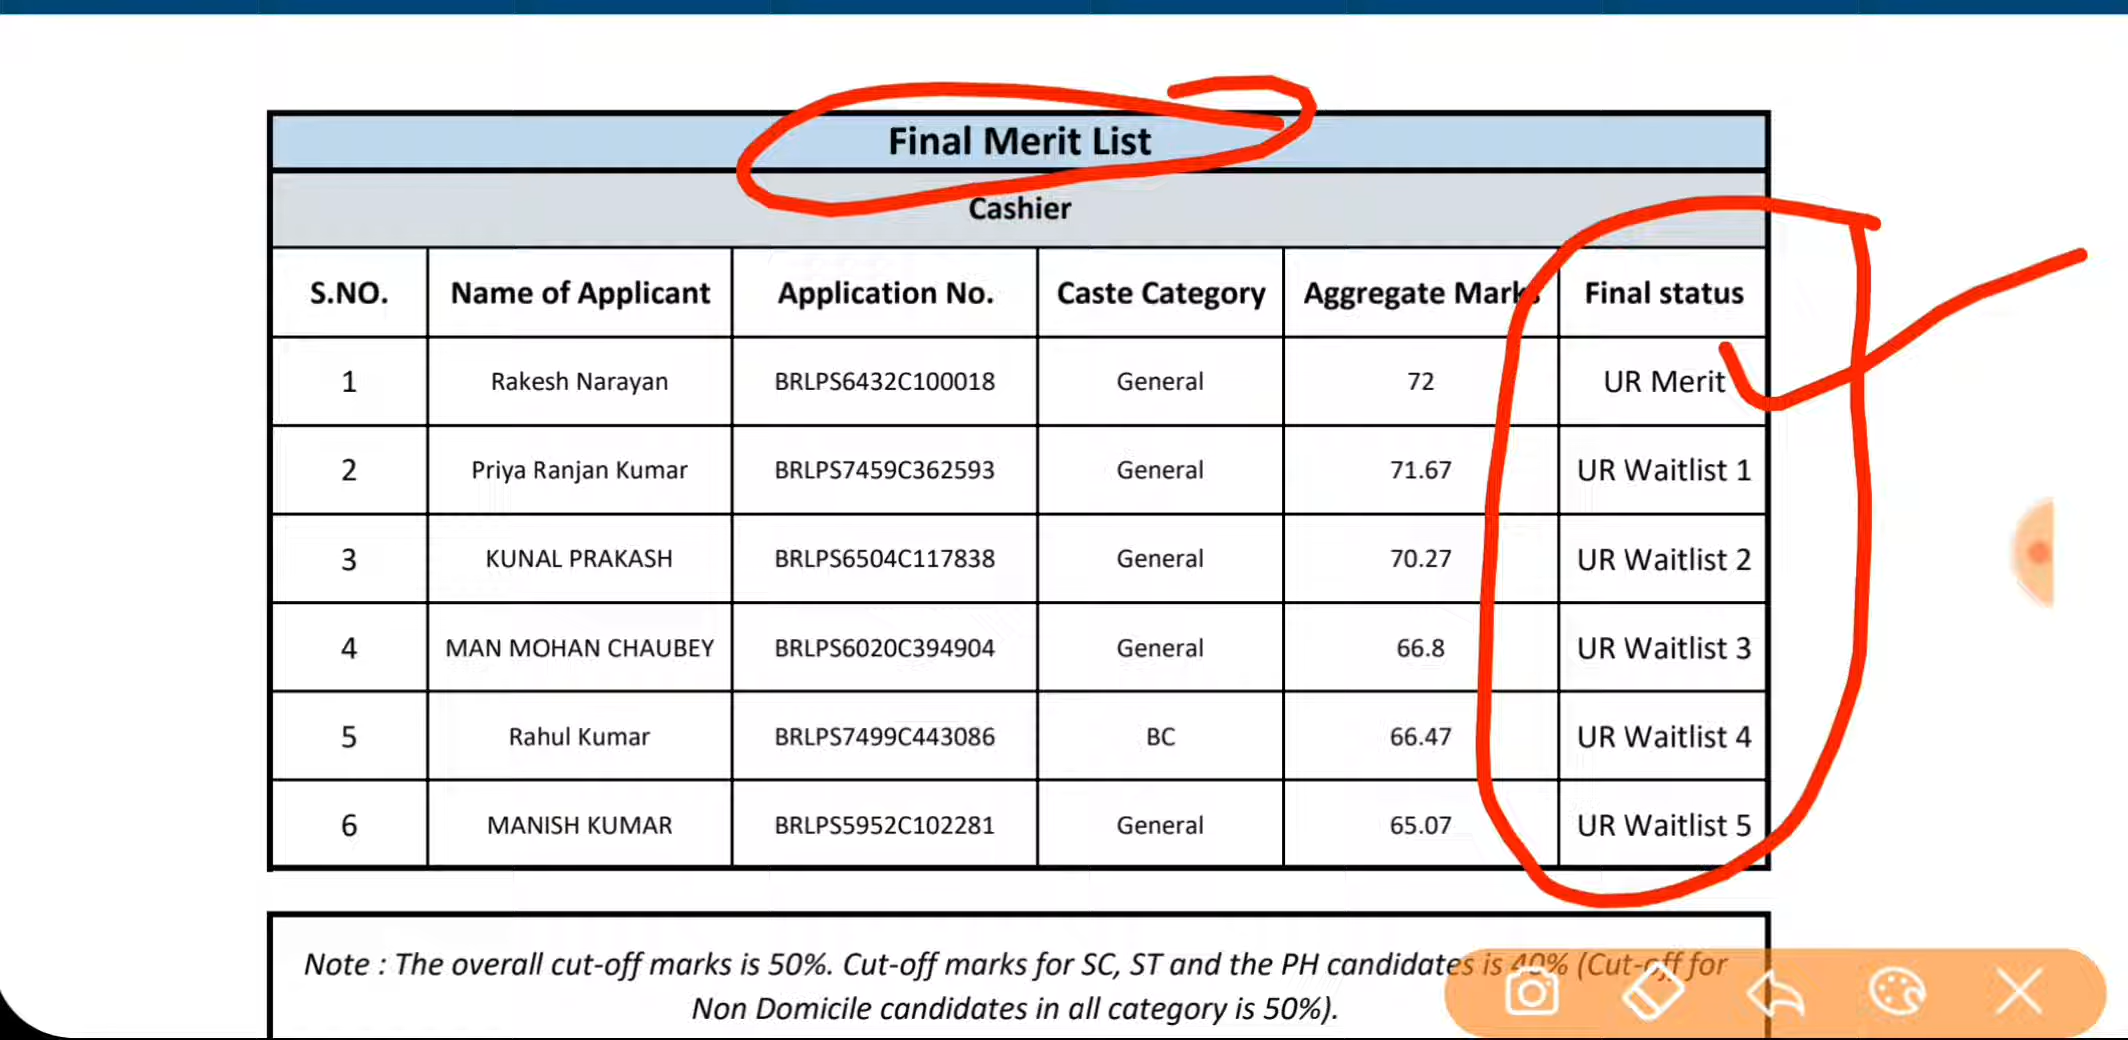 Final Merit List
Cashier
S.NO. Name of Applicant Application No. Caste Category Aggregate Marks Final status
1 Rakesh Narayan BRLPS6432C100018 General 72 UR Merit
2 Priya Ranjan Kumar BRLPS7459C362593 General 71.67 UR Waitlist 1
3 KUNAL PRAKASH BRLPS6504C117838 General 70.27 UR Waitlist 2
4 MAN MOHAN CHAUBEY BRLPS6020C394904 General 66.8 UR Waitlist 3
5 Rahul Kumar BRLPS7499C443086 BC 66.47 UR Waitlist 4
6 MANISH KUMAR BRLPS5952C102281 General 65.07 UR Waitlist 5
Note : The overall cut-off marks is 50%. Cut-off marks for SC, ST and the PH candidates is 40% (Cut-off for
Non Domicile candidates in all category is 50%).